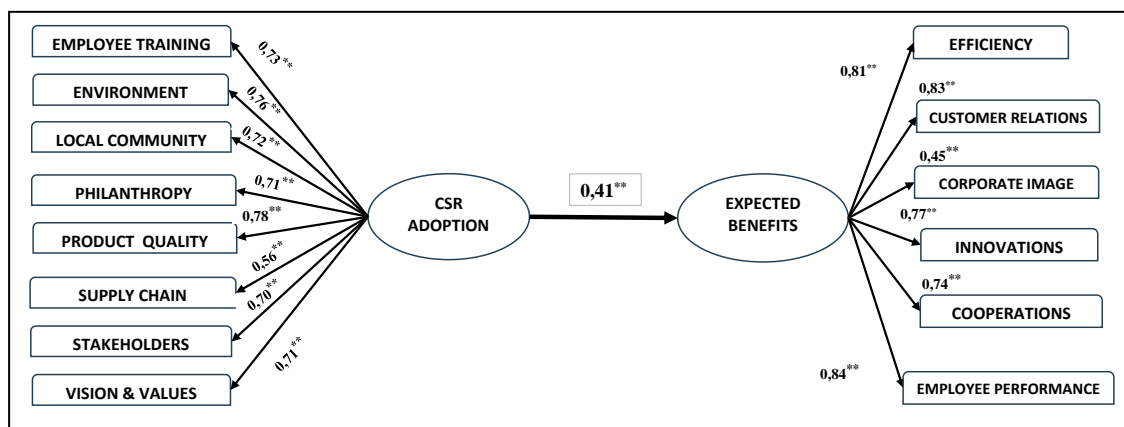 EMPLOYEE TRAINING
ENVIRONMENT
LOCAL COMMUNITY
PHILANTHROPY
PRODUCT QUALITY
SUPPLY CHAIN
STAKEHOLDERS
VISION & VALUES
0,73**
0,76**
0,72**
0,71**
0,78**
0,56**
0,70**
0,71**
CSR
ADOPTION
0,41**
EXPECTED
BENEFITS
0,81**
0,83**
0,45**
0,77**
0,74**
0,84**
EFFICIENCY
CUSTOMER RELATIONS
CORPORATE IMAGE
INNOVATIONS
COOPERATIONS
EMPLOYEE PERFORMANCE